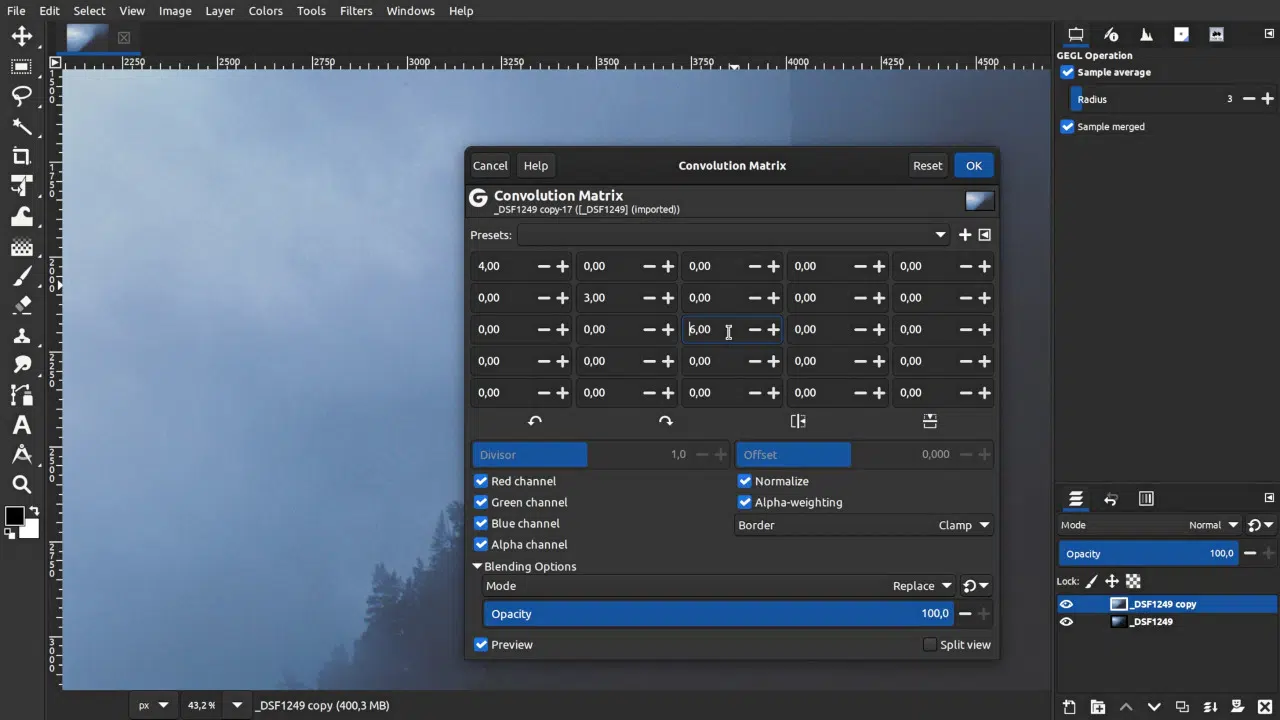 File Edit Select View Image Layer Colors Tools Filters Windows Help
2250 2500 2750 3000 3250 3500 3750 4000 4250 4500
1500
1750
2000
2250
2500
2750
3000
GEGL Operation
Sample average
Radius 3
Sample merged
Cancel Help Convolution Matrix Reset OK
Convolution Matrix
_DSF1249 copy-17 ([_DSF1249] (imported))
Presets:
4,00 0,00 0,00 0,00 0,00
0,00 3,00 0,00 0,00 0,00
0,00 0,00 6,00 0,00 0,00
0,00 0,00 0,00 0,00 0,00
0,00 0,00 0,00 0,00 0,00
Divisor 1,0 Offset 0,000
Red channel Normalize
Green channel Alpha-weighting
Blue channel Border Clamp
Alpha channel
Blending Options
Mode Replace
Opacity 100,0
Preview Split view
Mode Normal
Opacity 100,0
Lock:
_DSF1249 copy
_DSF1249
px 43,2 % _DSF1249 copy (400,3 MB)